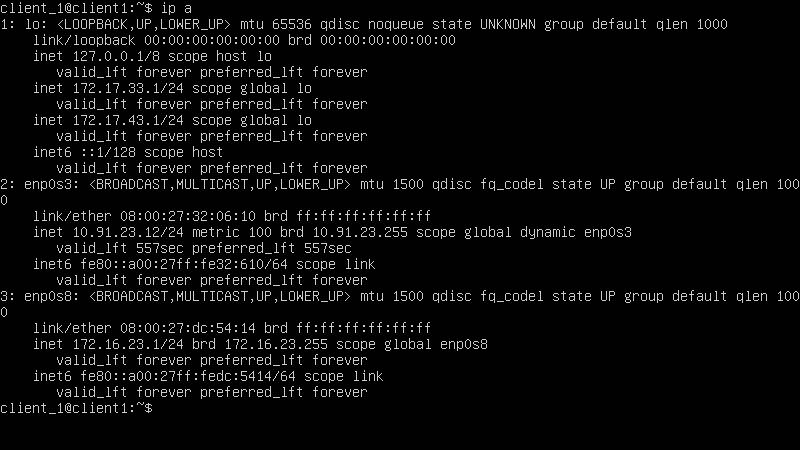 client_1@client1:~$ ip a
1: lo: <LOOPBACK,UP,LOWER_UP> mtu 65536 qdisc noqueue state UNKNOWN group default qlen 1000
    link/loopback 00:00:00:00:00:00 brd 00:00:00:00:00:00
    inet 127.0.0.1/8 scope host lo
       valid_lft forever preferred_lft forever
    inet 172.17.33.1/24 scope global lo
       valid_lft forever preferred_lft forever
    inet 172.17.43.1/24 scope global lo
       valid_lft forever preferred_lft forever
    inet6 ::1/128 scope host
       valid_lft forever preferred_lft forever
2: enp0s3: <BROADCAST,MULTICAST,UP,LOWER_UP> mtu 1500 qdisc fq_codel state UP group default qlen 100
0
    link/ether 08:00:27:32:06:10 brd ff:ff:ff:ff:ff:ff
    inet 10.91.23.12/24 metric 100 brd 10.91.23.255 scope global dynamic enp0s3
       valid_lft 557sec preferred_lft 557sec
    inet6 fe80::a00:27ff:fe32:610/64 scope link
       valid_lft forever preferred_lft forever
3: enp0s8: <BROADCAST,MULTICAST,UP,LOWER_UP> mtu 1500 qdisc fq_codel state UP group default qlen 100
0
    link/ether 08:00:27:dc:54:14 brd ff:ff:ff:ff:ff:ff
    inet 172.16.23.1/24 brd 172.16.23.255 scope global enp0s8
       valid_lft forever preferred_lft forever
    inet6 fe80::a00:27ff:fedc:5414/64 scope link
       valid_lft forever preferred_lft forever
client_1@client1:~$